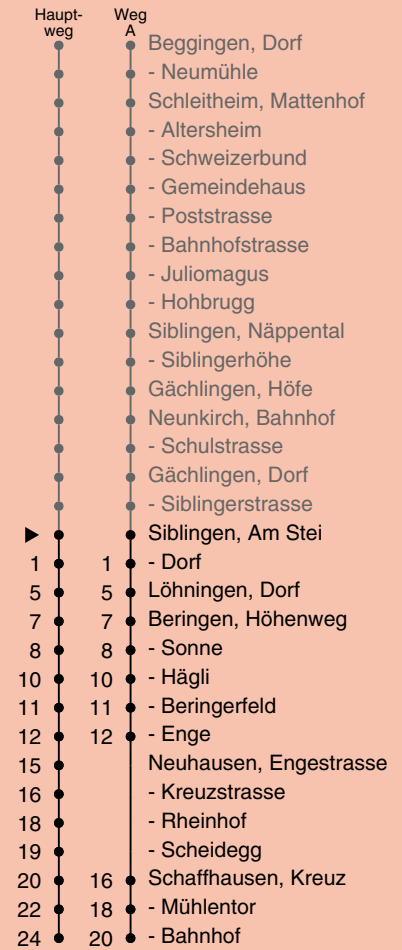 Haupt- Weg
weg A
Beggingen, Dorf
- Neumühle
Schleitheim, Mattenhof
- Altersheim
- Schweizerbund
- Gemeindehaus
- Poststrasse
- Bahnhofstrasse
- Juliomagus
- Hohbrugg
Siblingen, Näppental
- Siblingerhöhe
Gächlingen, Höfe
Neunkirch, Bahnhof
- Schulstrasse
Gächlingen, Dorf
- Siblingerstrasse
Siblingen, Am Stei
1 1 - Dorf
5 5 Löhningen, Dorf
7 7 Beringen, Höhenweg
8 8 - Sonne
10 10 - Hägli
11 11 - Beringerfeld
12 12 - Enge
15 Neuhausen, Engestrasse
16 - Kreuzstrasse
18 - Rheinhof
19 - Scheidegg
20 16 Schaffhausen, Kreuz
22 18 - Mühlentor
24 20 - Bahnhof